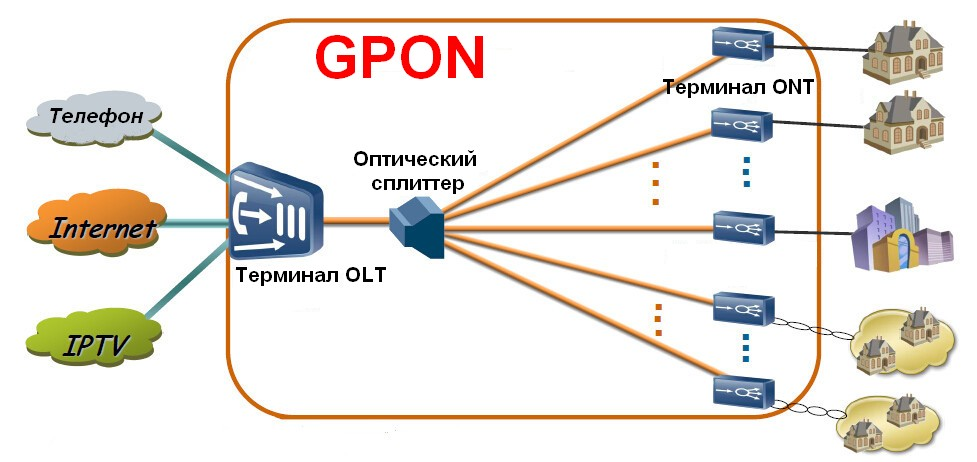 GPON
Терминал ONT
Телефон
Оптический
сплиттер
Internet
Терминал OLT
IPTV